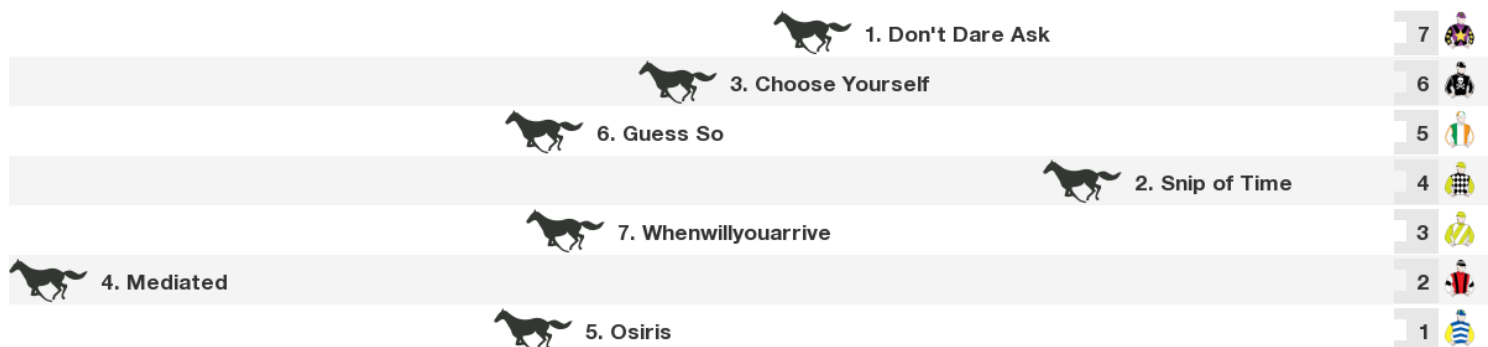 1. Don't Dare Ask 7
3. Choose Yourself 6
6. Guess So 5
2. Snip of Time 4
7. Whenwillyouarrive 3
4. Mediated 2
5. Osiris 1